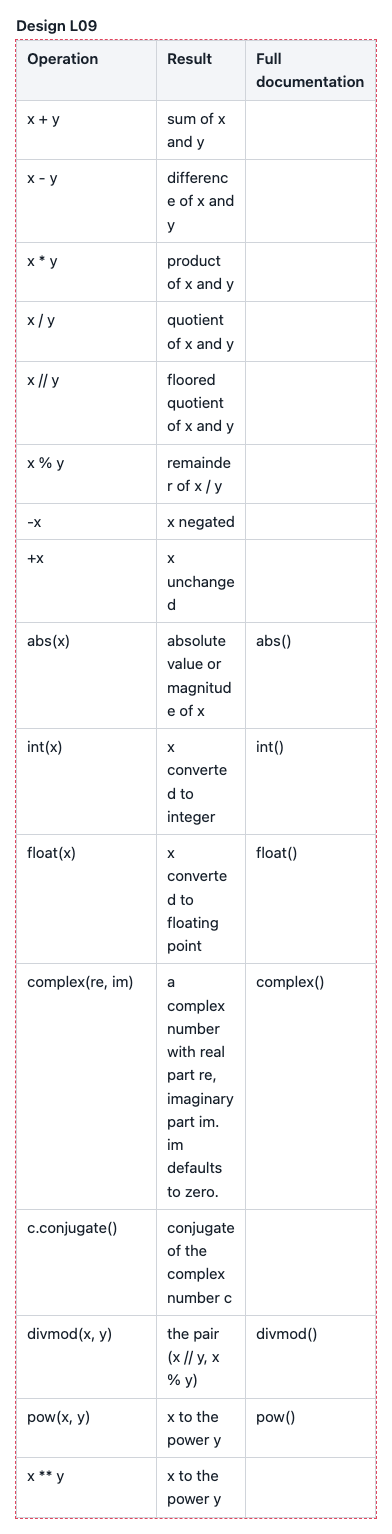 Design L09
Operation Result Full
documentation
x + y sum of x
and y
x - y differenc
e of x and
y
x * y product
of x and y
x / y quotient
of x and y
x // y floored
quotient
of x and y
x % y remainde
r of x / y
-x x negated
+x x
unchange
d
abs(x) absolute abs()
value or
magnitud
e of x
int(x) x int()
converte
d to
integer
float(x) x float()
converte
d to
floating
point
complex(re, im) a complex()
complex
number
with real
part re,
imaginary
part im.
im
defaults
to zero.
c.conjugate() conjugate
of the
complex
number c
divmod(x, y) the pair divmod()
(x // y, x
% y)
pow(x, y) x to the pow()
power y
x ** y x to the
power y